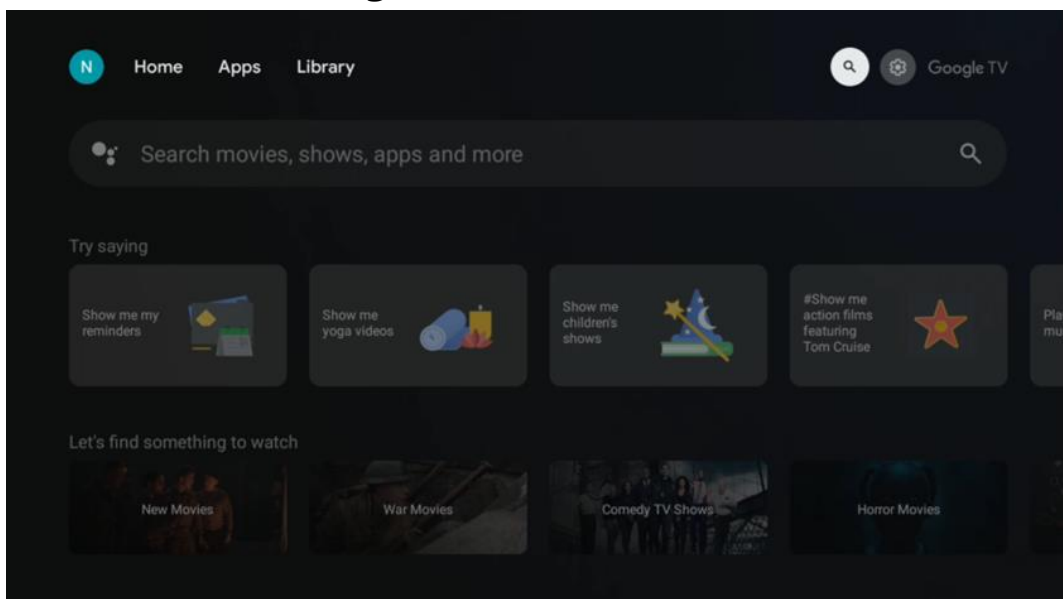 N Home Apps Library Google TV
Search movies, shows, apps and more
Try saying
Show me my
reminders
Show me
yoga videos
Show me
children's
shows
#Show me
action films
featuring
Tom Cruise
Let's find something to watch
New Movies
War Movies
Comedy TV Shows
Horror Movies